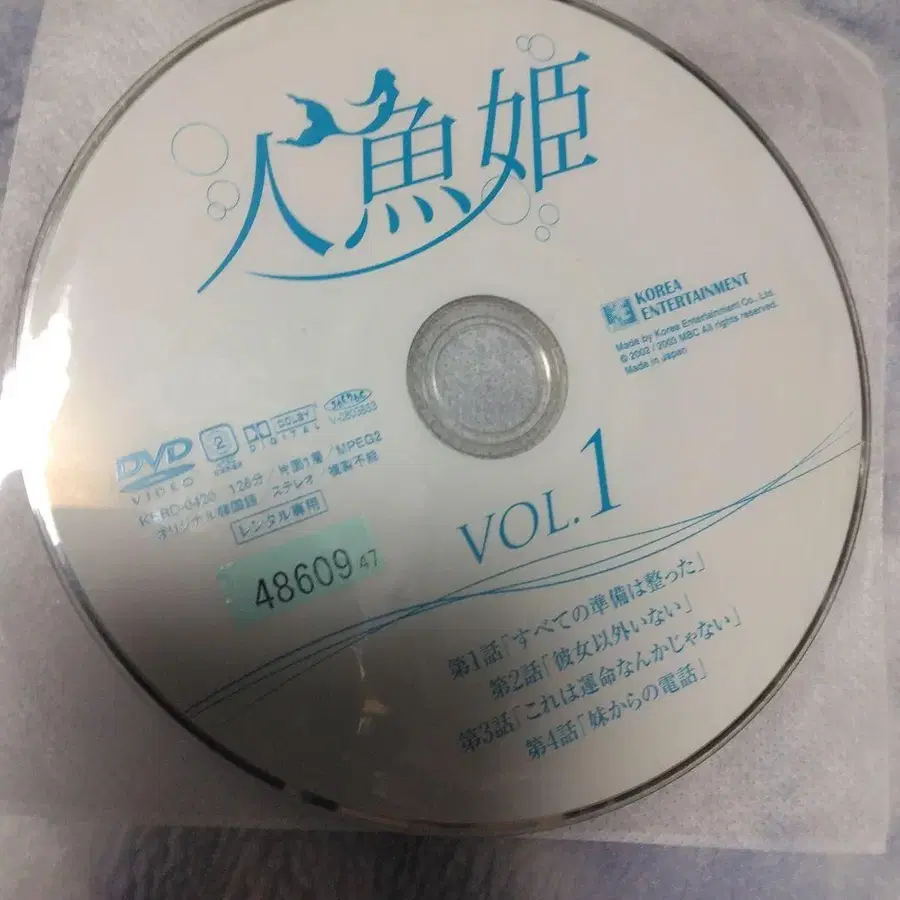 人魚姫
KOREA
ENTERTAINMENT
Made by Korea Entertainment Co., Ltd.
© 2002 / 2003 MBC All rights reserved.
Made in Japan
DVD
VIDEO
2
DOLBY
DIGITAL
128分／片面1層／MPEG2
オリジナル韓国語／ステレオ／複製不能
レンタル専用
48609 47
VOL.1
第1話「すべての準備は整った」
第2話「彼女以外いない」
第3話「これは運命なんかじゃない」
第4話「妹からの電話」